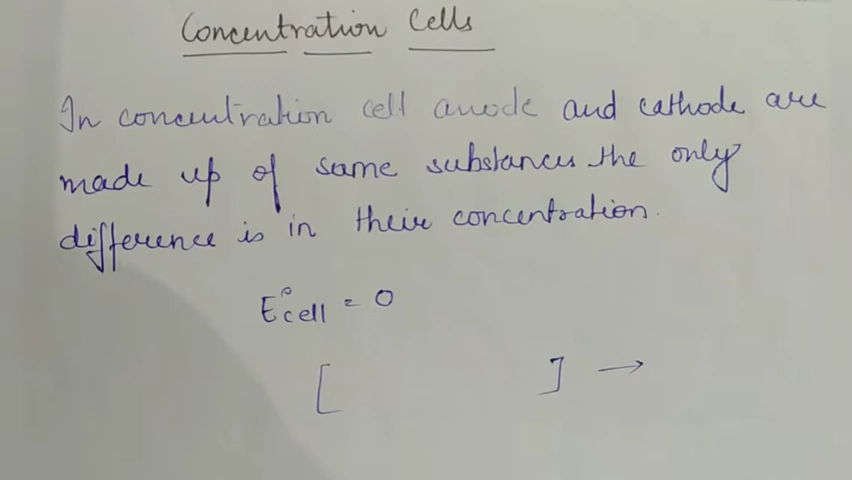 Concentration Cells
In concentration cell anode and cathode are
made up of same substances the only
difference is in their concentration.
E°cell = 0
[ ] →